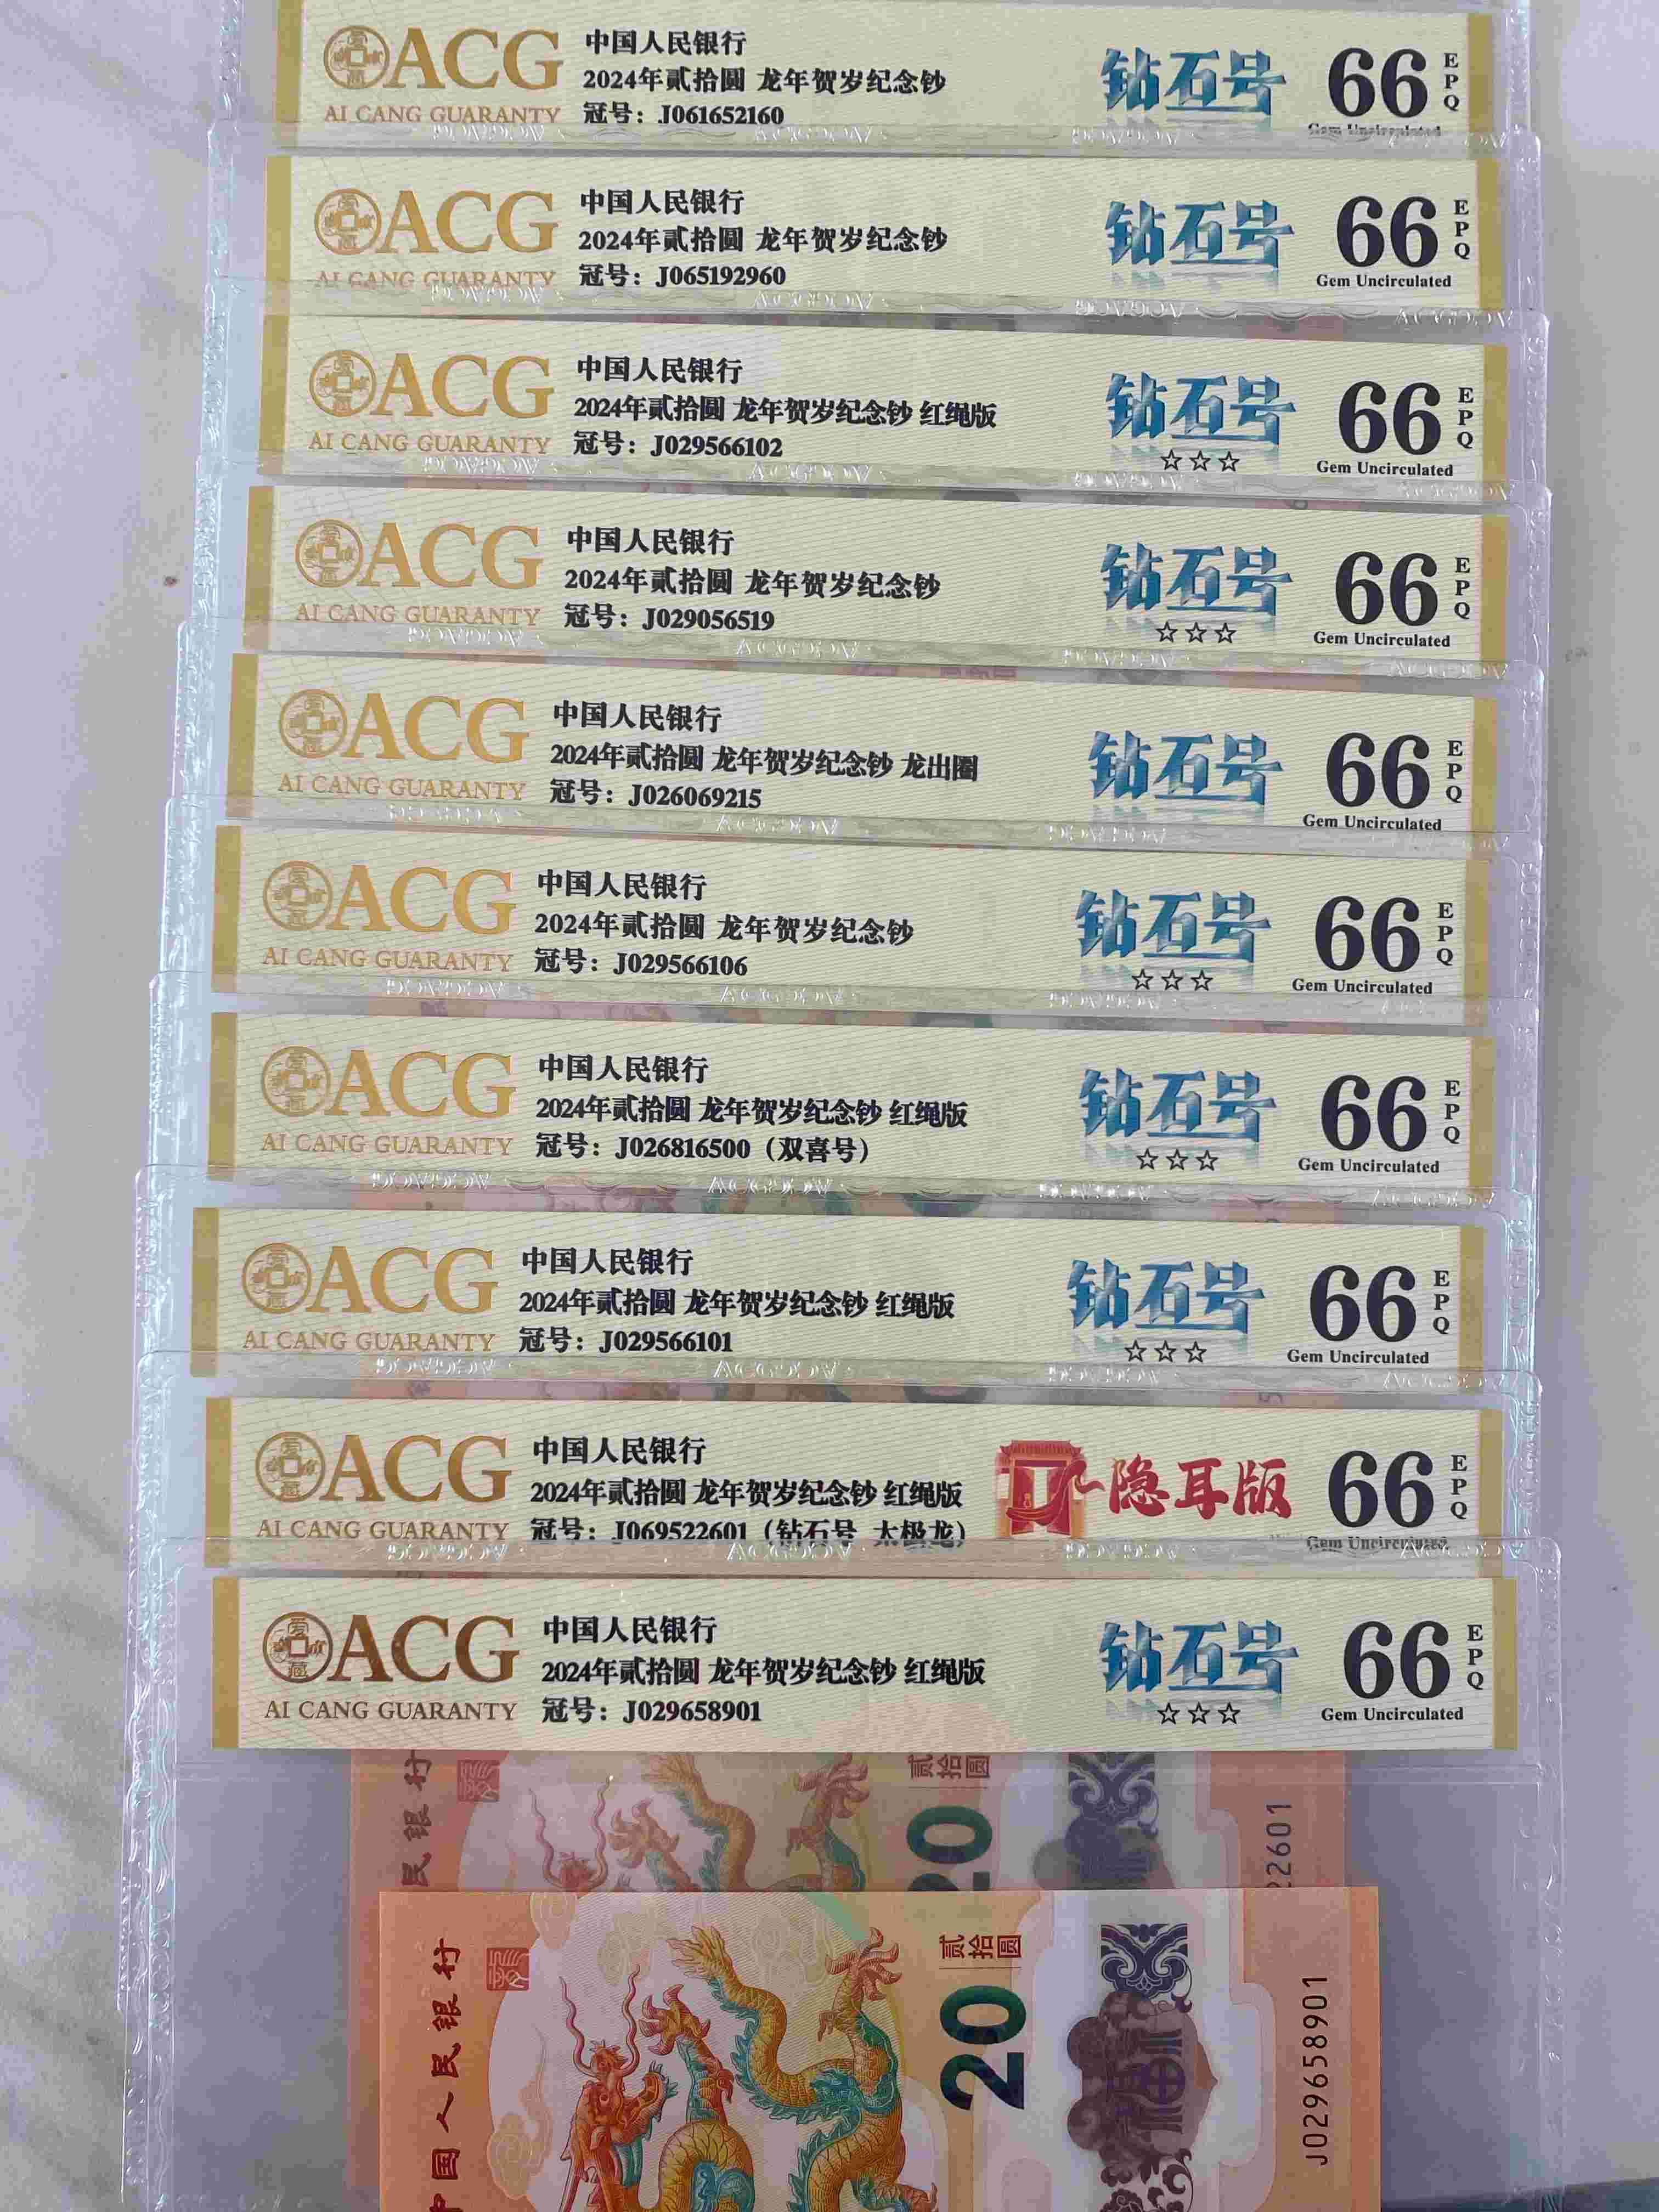 ACG
AI CANG GUARANTY
中国人民银行
2024年贰拾圆 龙年贺岁纪念钞
冠号：J061652160
钻石号
66
EPQ
Gem Uncirculated
ACG
AI CANG GUARANTY
中国人民银行
2024年贰拾圆 龙年贺岁纪念钞
冠号：J065192960
钻石号
66
EPQ
Gem Uncirculated
ACG
AI CANG GUARANTY
中国人民银行
2024年贰拾圆 龙年贺岁纪念钞 红绳版
冠号：J029566102
钻石号
☆☆☆
66
EPQ
Gem Uncirculated
ACG
AI CANG GUARANTY
中国人民银行
2024年贰拾圆 龙年贺岁纪念钞
冠号：J029056519
钻石号
☆☆☆
66
EPQ
Gem Uncirculated
ACG
AI CANG GUARANTY
中国人民银行
2024年贰拾圆 龙年贺岁纪念钞 龙出圈
冠号：J026069215
钻石号
66
EPQ
Gem Uncirculated
ACG
AI CANG GUARANTY
中国人民银行
2024年贰拾圆 龙年贺岁纪念钞
冠号：J029566106
钻石号
☆☆☆
66
EPQ
Gem Uncirculated
ACG
AI CANG GUARANTY
中国人民银行
2024年贰拾圆 龙年贺岁纪念钞 红绳版
冠号：J026816500（双喜号）
钻石号
☆☆☆
66
EPQ
Gem Uncirculated
ACG
AI CANG GUARANTY
中国人民银行
2024年贰拾圆 龙年贺岁纪念钞 红绳版
冠号：J029566101
钻石号
☆☆☆
66
EPQ
Gem Uncirculated
ACG
AI CANG GUARANTY
中国人民银行
2024年贰拾圆 龙年贺岁纪念钞 红绳版
冠号：J069522601（钻石号 太极龙）
隐耳版
66
EPQ
Gem Uncirculated
ACG
AI CANG GUARANTY
中国人民银行
2024年贰拾圆 龙年贺岁纪念钞 红绳版
冠号：J029658901
钻石号
☆☆☆
66
EPQ
Gem Uncirculated
民银行
贰拾圆
20
22601
中国人民银行
贰拾圆
20
J029658901